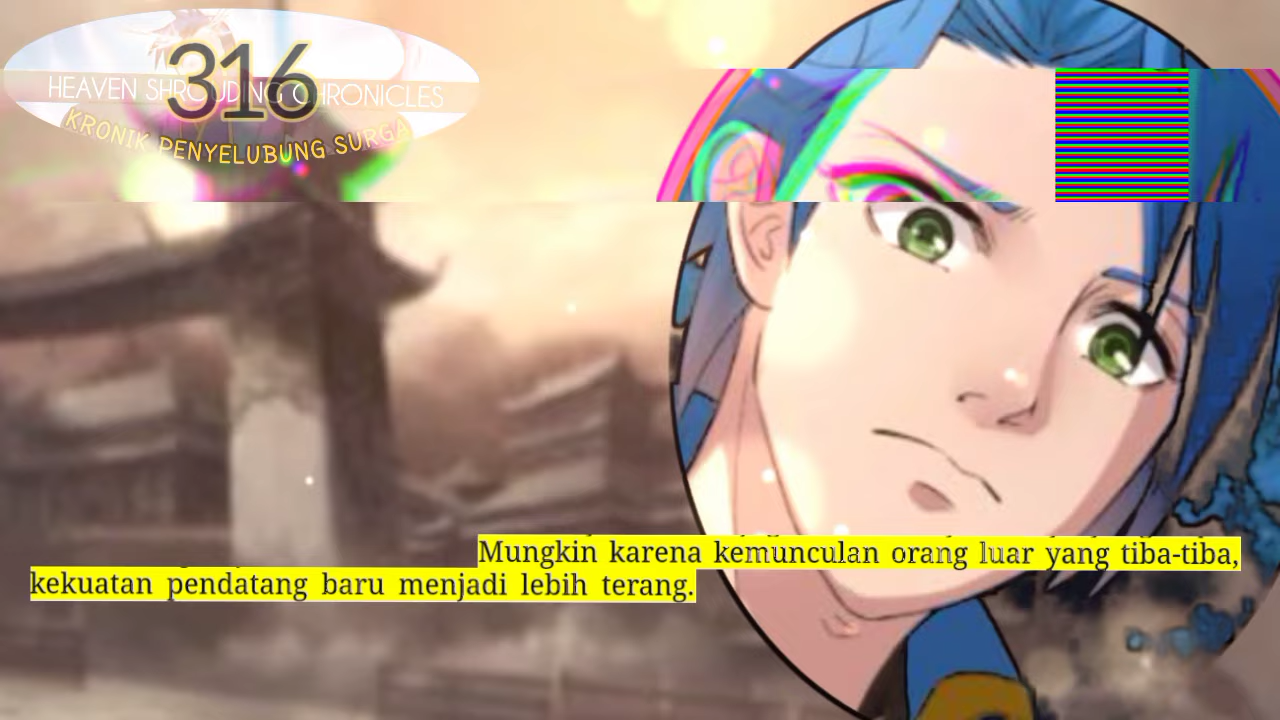 316
HEAVEN SHROUDING CHRONICLES
KRONIK PENYELUBUNG SURGA
Mungkin karena kemunculan orang luar yang tiba-tiba,
kekuatan pendatang baru menjadi lebih terang.